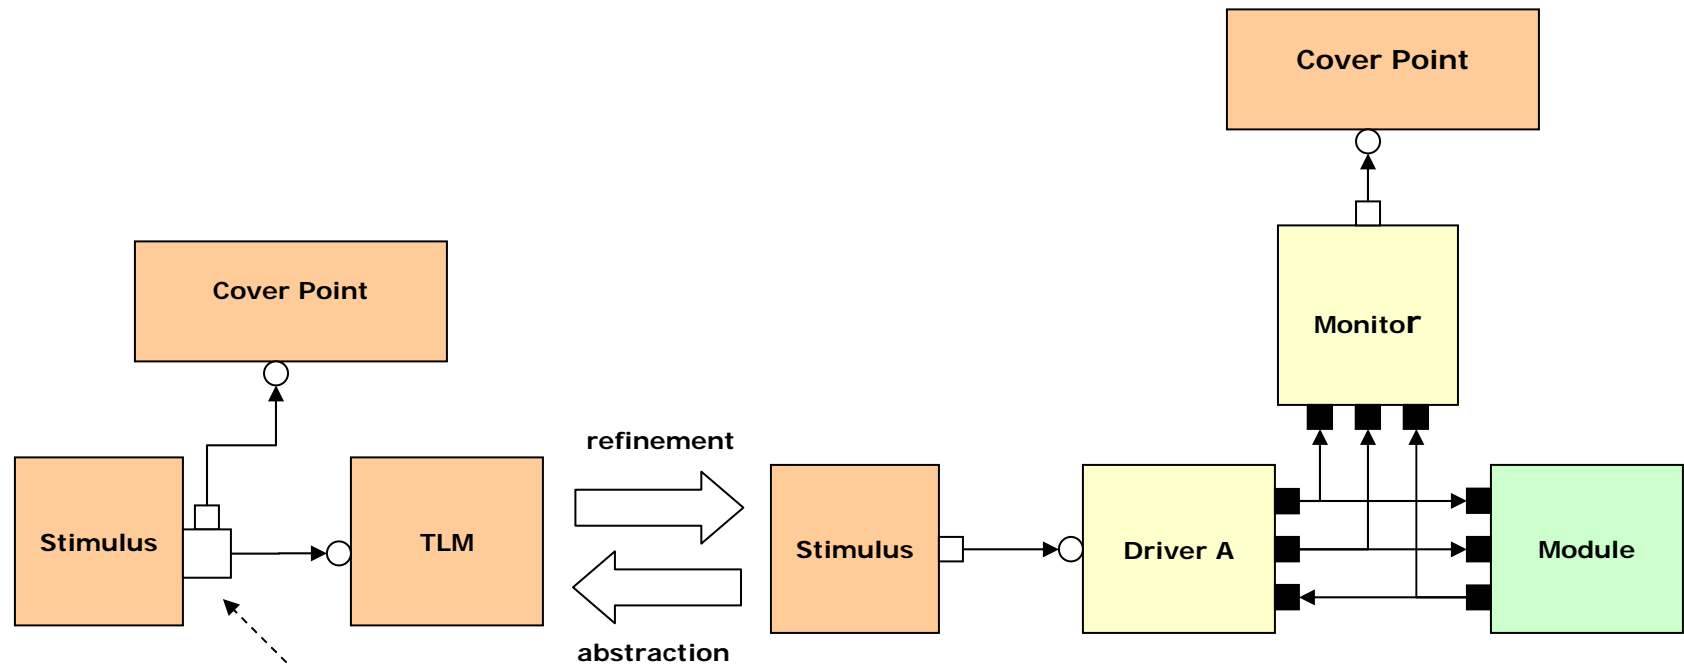 Cover Point
Monitor
Cover Point
refinement
Stimulus
TLM
Stimulus
Driver A
Module
abstraction